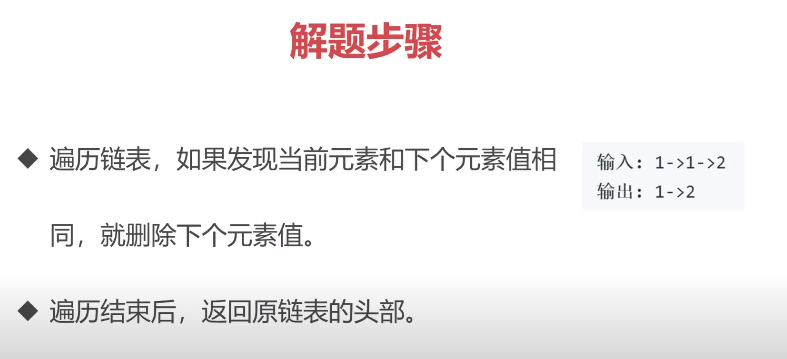 解题步骤
◆ 遍历链表，如果发现当前元素和下个元素值相
同，就删除下个元素值。
◆ 遍历结束后，返回原链表的头部。
输入: 1->1->2
输出: 1->2